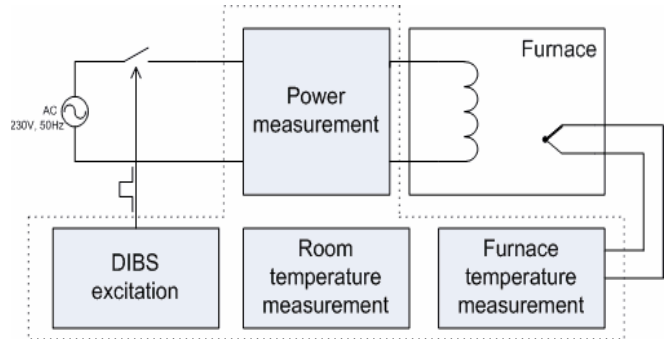 Furnace
Power
measurement
AC
230V, 50Hz
DIBS
excitation
Room
temperature
measurement
Furnace
temperature
measurement